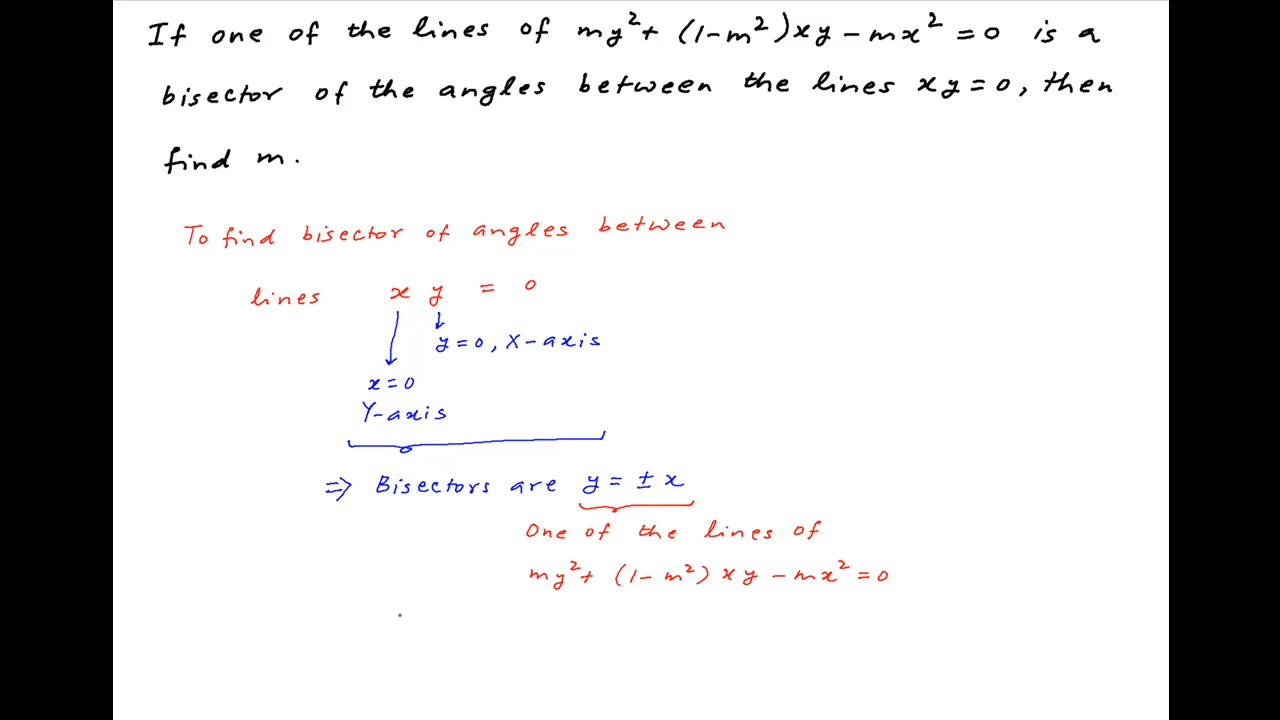 If one of the lines of my²+ (1-m²)xy-mx² = 0 is a
bisector of the angles between the lines xy=0, then
find m.
To find bisector of angles between
lines x y = 0
y=0, X-axis
x=0
Y-axis
⇒ Bisectors are y = ± x
One of the lines of
my²+ (1-m²) xy - mx² = 0